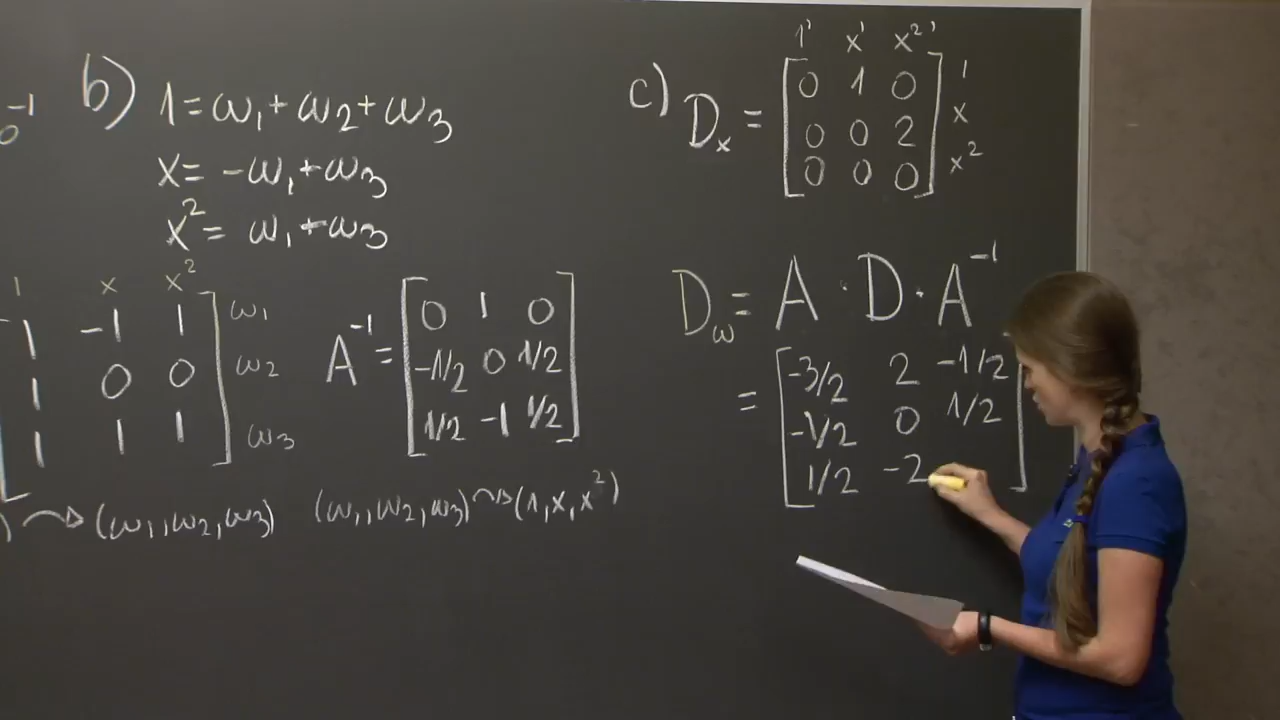 b) 1 = ω₁ + ω₂ + ω₃
x = -ω₁ + ω₃
x² = ω₁ + ω₃
1 x x²
1 -1 1 ω₁
1 0 0 ω₂
1 1 1 ω₃
A⁻¹ =
0 1 0
-1/2 0 1/2
1/2 -1 1/2
) ↝ (ω₁, ω₂, ω₃)
(ω₁, ω₂, ω₃) ↝ (1, x, x²)
1' x' x²'
c) Dₓ =
0 1 0 1
0 0 2 x
0 0 0 x²
D_ω = A · D · A⁻¹
=
-3/2 2 -1/2
-1/2 0 1/2
1/2 -2